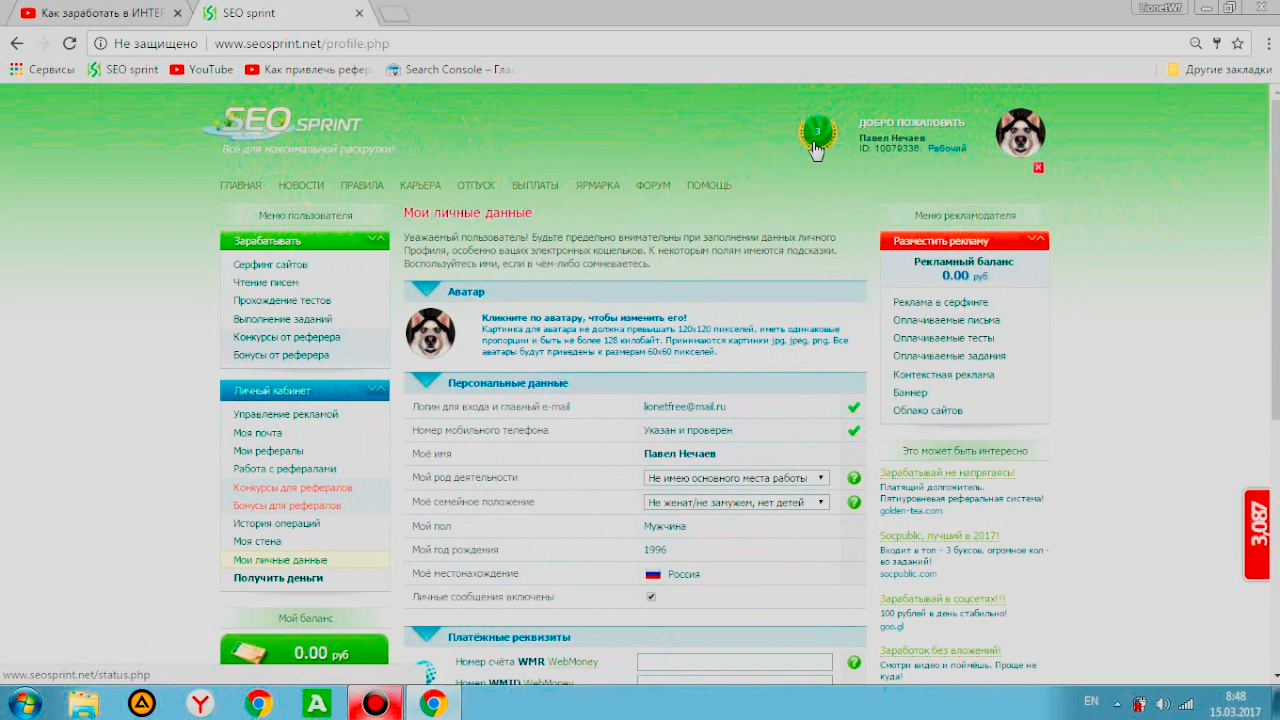 Как заработать в ИНТЕР
SEO sprint
LionetWf
Не защищено
www.seosprint.net/profile.php
Сервисы
SEO sprint
YouTube
Как привлечь рефер
Search Console – Гла
Другие закладки
SEO SPRINT
Всё для максимальной раскрутки!
3
ДОБРО ПОЖАЛОВАТЬ
Павел Нечаев
ID: 10079336, Рабочий
ГЛАВНАЯ НОВОСТИ ПРАВИЛА КАРЬЕРА ОТПУСК ВЫПЛАТЫ ЯРМАРКА ФОРУМ ПОМОЩЬ
Меню пользователя
Зарабатывать
Серфинг сайтов
Чтение писем
Прохождение тестов
Выполнение заданий
Конкурсы от реферера
Бонусы от реферера
Личный кабинет
Управление рекламой
Моя почта
Мои рефералы
Работа с рефералами
Конкурсы для рефералов
Бонусы для рефералов
История операций
Моя стена
Мои личные данные
Получить деньги
Мой баланс
0.00 руб
Мои личные данные
Уважаемый пользователь! Будьте предельно внимательны при заполнении данных личного
Профиля, особенно ваших электронных кошельков. К некоторым полям имеются подсказки.
Воспользуйтесь ими, если в чём-либо сомневаетесь.
Аватар
Кликните по аватару, чтобы изменить его!
Картинка для аватара не должна превышать 120x120 пикселей, иметь одинаковые
пропорции и быть не более 128 килобайт. Принимаются картинки jpg, jpeg, png. Все
аватары будут приведены к размерам 60x60 пикселей.
Персональные данные
Логин для входа и главный e-mail lionetfree@mail.ru
Номер мобильного телефона Указан и проверен
Моё имя Павел Нечаев
Мой род деятельности Не имею основного места работы
Моё семейное положение Не женат/не замужем, нет детей
Мой пол Мужчина
Мой год рождения 1996
Моё местонахождение Россия
Личные сообщения включены
Платёжные реквизиты
Номер счёта WMR WebMoney
Номер WMID WebMoney
Меню рекламодателя
Разместить рекламу
Рекламный баланс
0.00 руб
Реклама в серфинге
Оплачиваемые письма
Оплачиваемые тесты
Оплачиваемые задания
Контекстная реклама
Баннер
Облако сайтов
Это может быть интересно
Зарабатывай не напрягаясь!
Платящий долгожитель.
Пятиуровневая реферальная система!
golden-tea.com
Socpublic, лучший в 2017!
Входит в топ - 3 буксов, огромное кол -
во заданий!
socpublic.com
Зарабатывай в соцсетях!!!
100 рублей в день стабильно!
goo.gl
Заработок без вложений!
Смотри видео и поймёшь. Проще не
куда!
www.seosprint.net/status.php
EN
8:48
15.03.2017